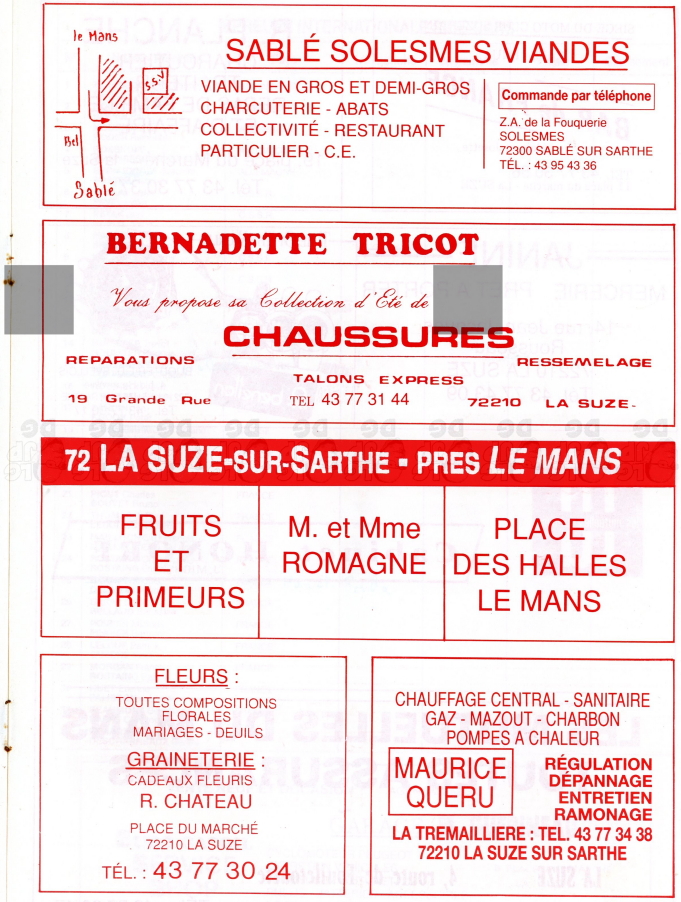 le Mans
S.S.V
Bel
Sablé
SABLÉ SOLESMES VIANDES
VIANDE EN GROS ET DEMI-GROS
CHARCUTERIE - ABATS
COLLECTIVITÉ - RESTAURANT
PARTICULIER - C.E.
Commande par téléphone
Z.A. de la Fouquerie
SOLESMES
72300 SABLÉ SUR SARTHE
TÉL. : 43 95 43 36
BERNADETTE TRICOT
Vous propose sa Collection d'Eté de
CHAUSSURES
REPARATIONS
RESSEMELAGE
TALONS EXPRESS
19 Grande Rue
TEL 43 77 31 44
72210 LA SUZE-
72 LA SUZE-SUR-SARTHE - PRES LE MANS
FRUITS
ET
PRIMEURS
M. et Mme
ROMAGNE
PLACE
DES HALLES
LE MANS
FLEURS :
TOUTES COMPOSITIONS
FLORALES
MARIAGES - DEUILS
GRAINETERIE :
CADEAUX FLEURIS
R. CHATEAU
PLACE DU MARCHÉ
72210 LA SUZE
TÉL. : 43 77 30 24
CHAUFFAGE CENTRAL - SANITAIRE
GAZ - MAZOUT - CHARBON
POMPES A CHALEUR
MAURICE
QUERU
RÉGULATION
DÉPANNAGE
ENTRETIEN
RAMONAGE
LA TREMAILLIERE : TEL. 43 77 34 38
72210 LA SUZE SUR SARTHE